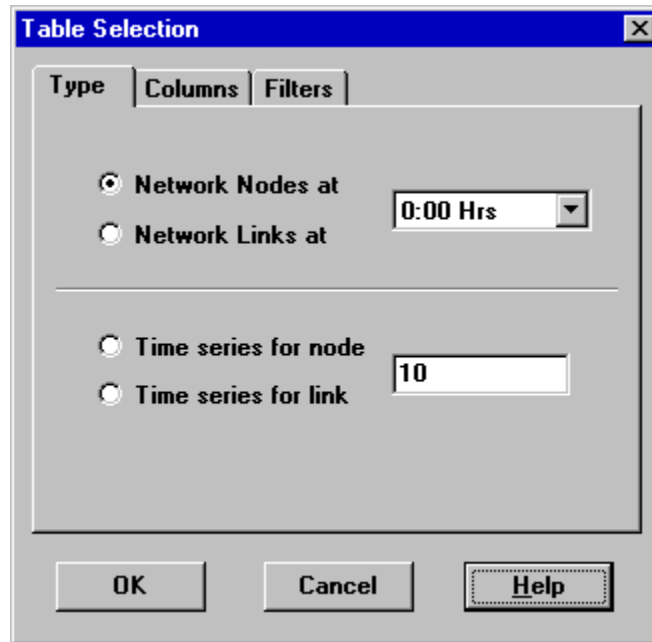 Table Selection
Type Columns Filters
Network Nodes at
0:00 Hrs
Network Links at
Time series for node
10
Time series for link
OK Cancel Help